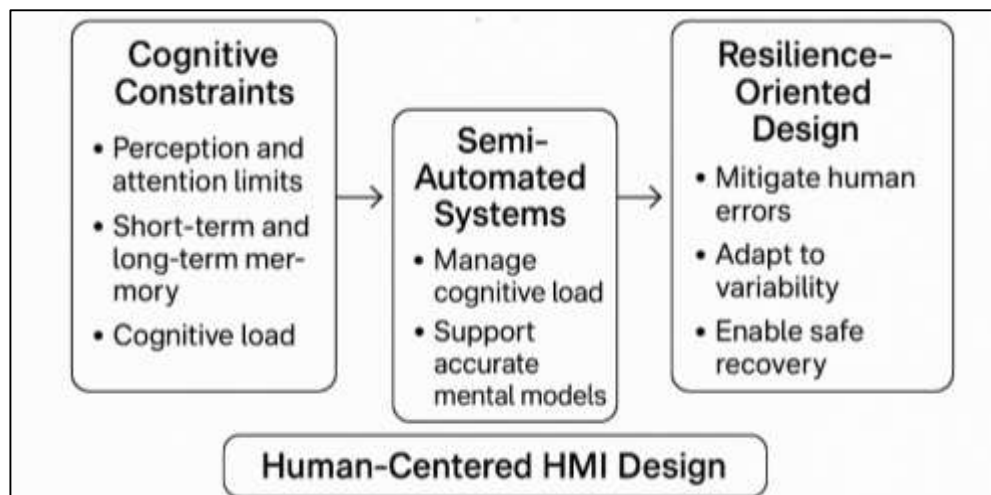 Cognitive
Constraints
• Perception and
attention limits
• Short-term and
long-term mer-
mory
• Cognitive load
Semi-
Automated
Systems
• Manage
cognitive load
• Support
accurate
mental models
Resilience-
Oriented
Design
• Mitigate human
errors
• Adapt to
variability
• Enable safe
recovery
Human-Centered HMI Design